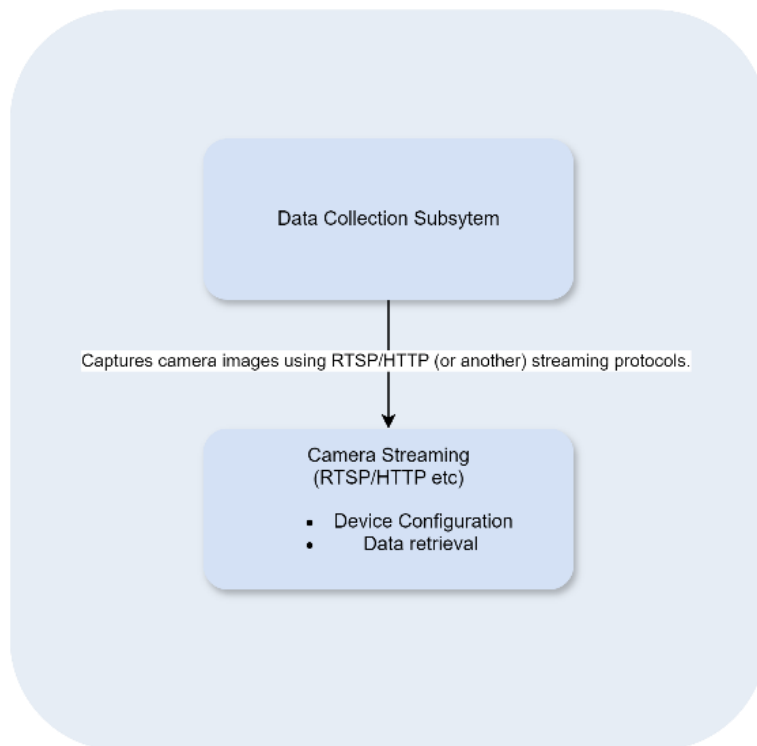 Data Collection Subsytem
Captures camera images using RTSP/HTTP (or another) streaming protocols.
Camera Streaming
(RTSP/HTTP etc)
▪ Device Configuration
• Data retrieval